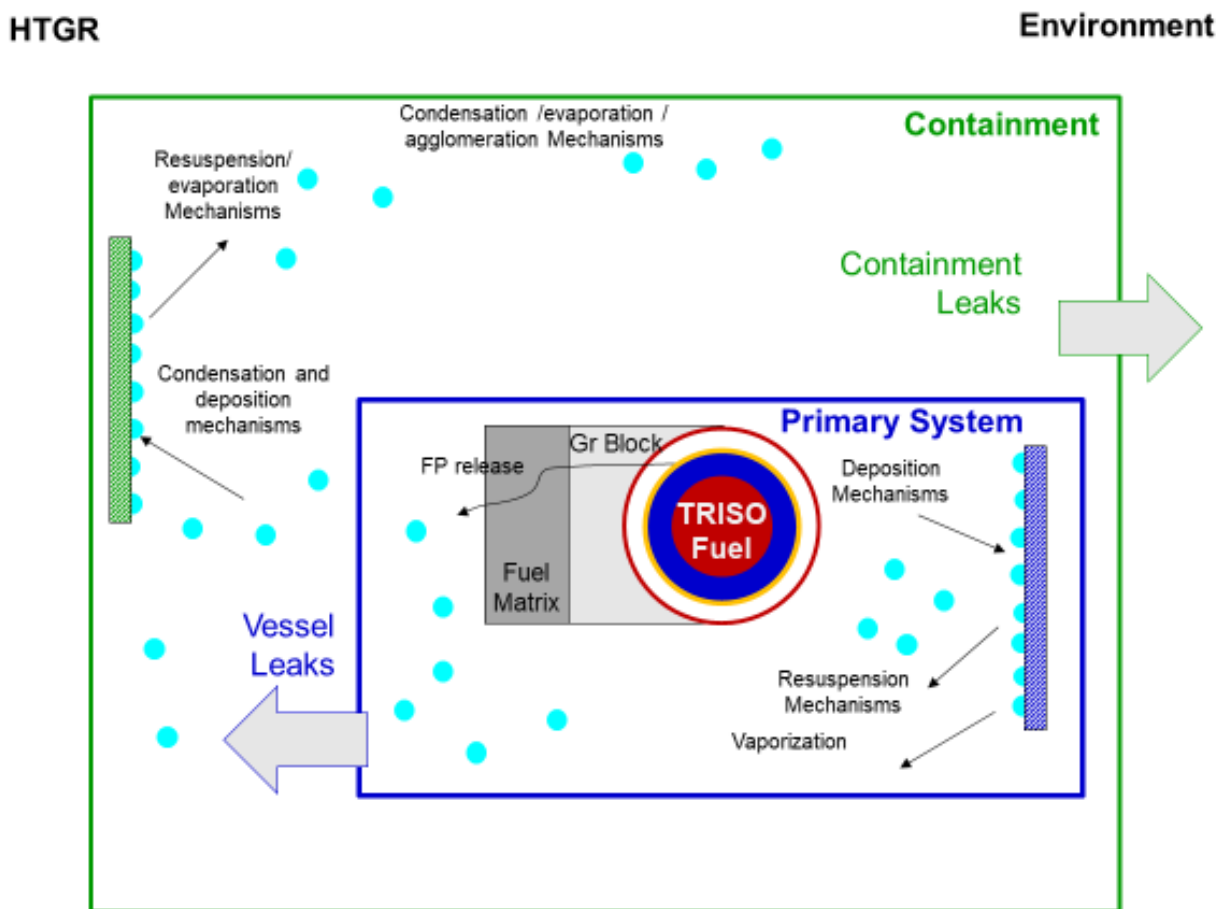 HTGR
Environment
Condensation /evaporation /
agglomeration Mechanisms
Containment
Resuspension/
evaporation
Mechanisms
Containment
Leaks
Condensation and
deposition
mechanisms
Primary System
Gr Block
FP release
TRISO
Fuel
Fuel
Matrix
Deposition
Mechanisms
Vessel
Leaks
Resuspension
Mechanisms
Vaporization